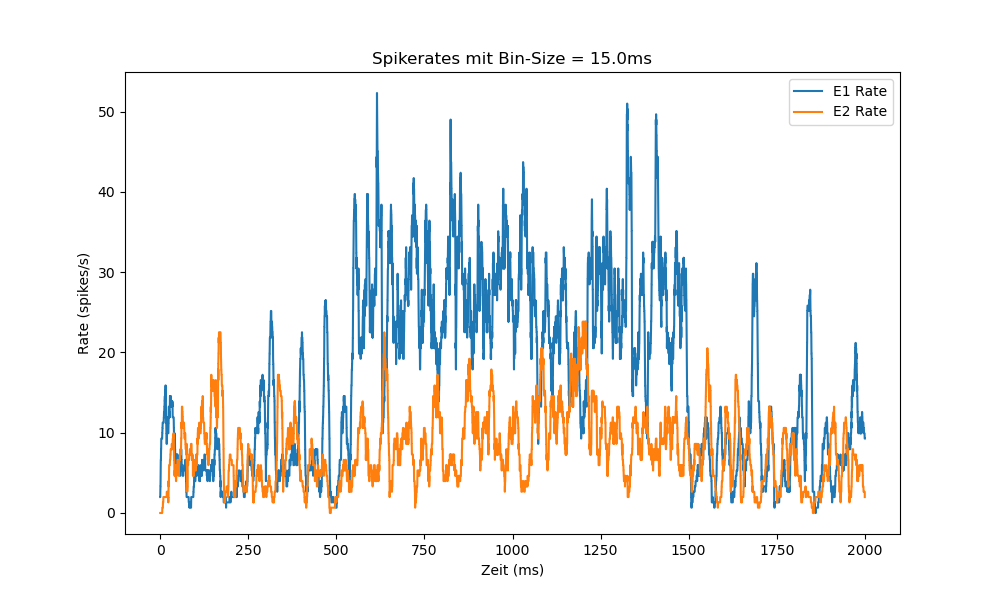 Spikerates mit Bin-Size = 15.0ms
E1 Rate
E2 Rate
50
40
30
20
10
0
Rate (spikes/s)
0 250 500 750 1000 1250 1500 1750 2000
Zeit (ms)